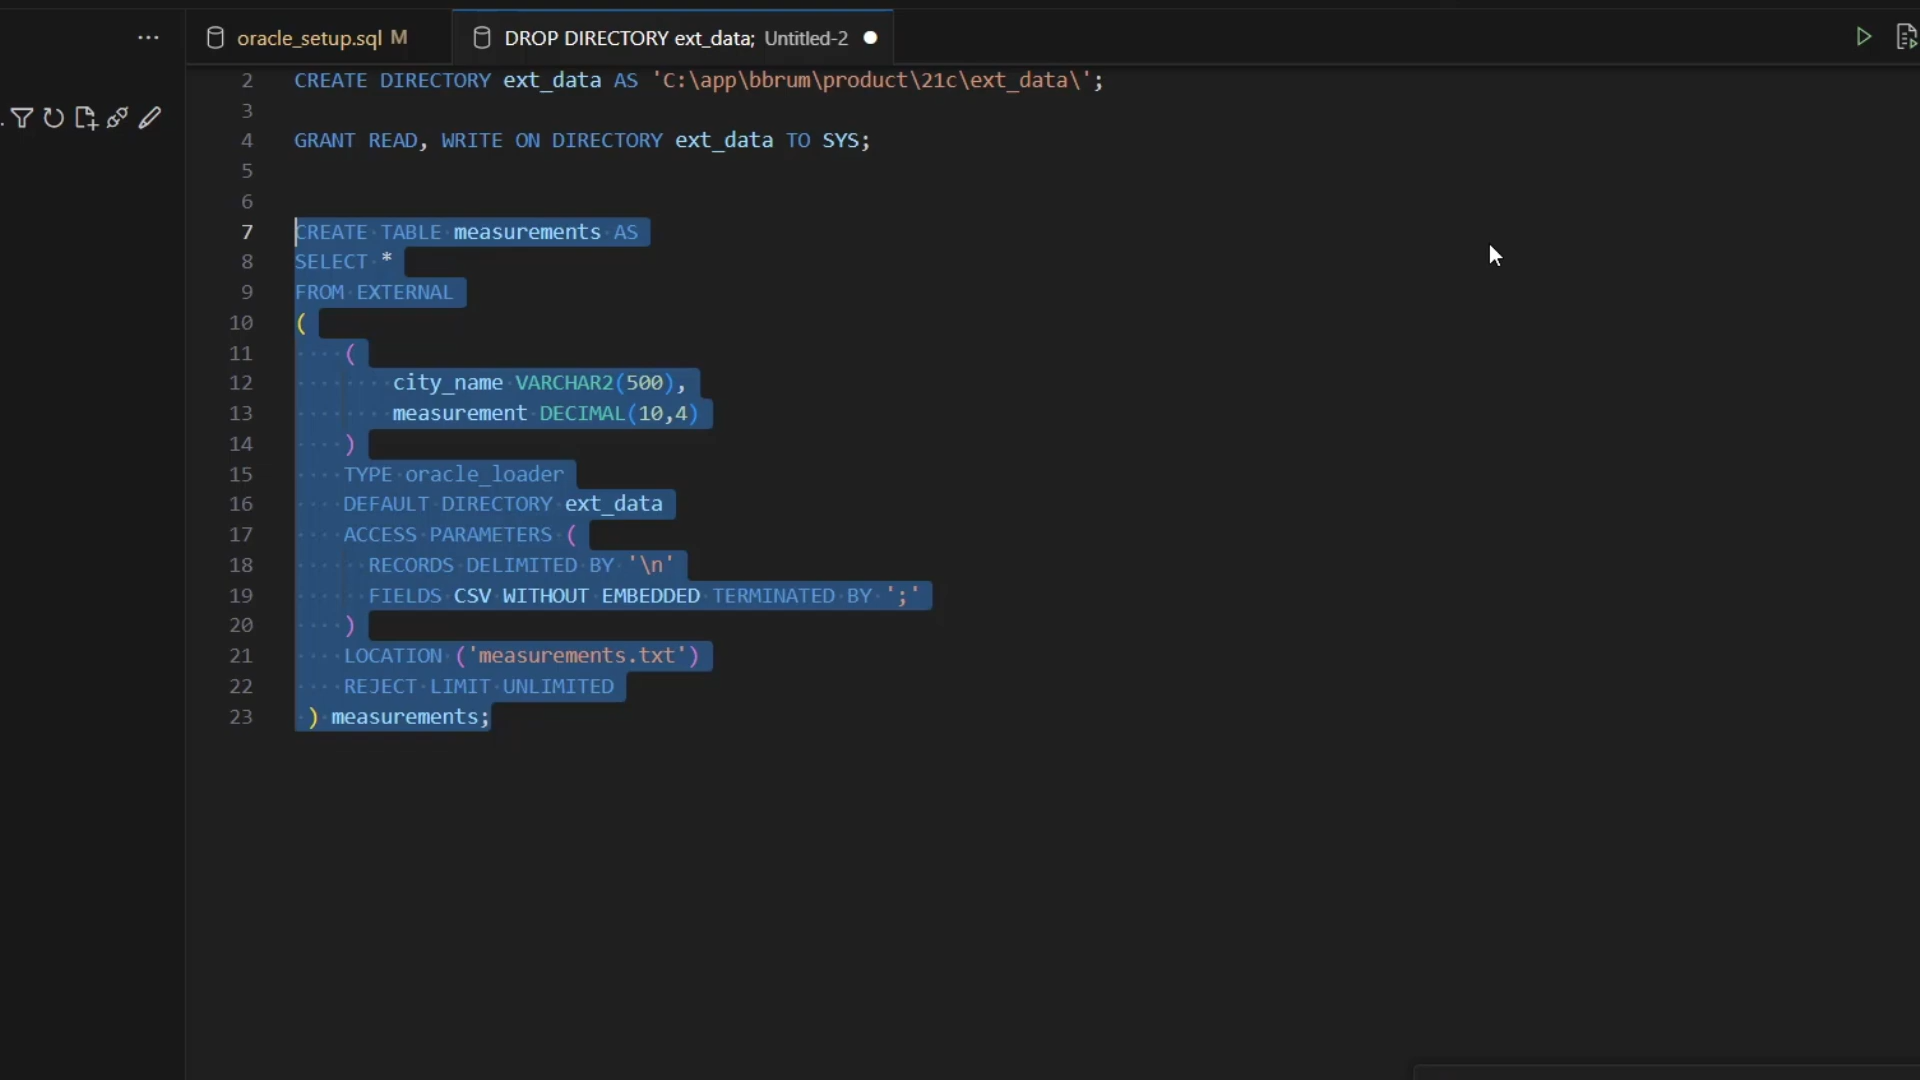 oracle_setup.sql M
DROP DIRECTORY ext_data; Untitled-2
2 CREATE DIRECTORY ext_data AS 'C:\app\bbrum\product\21c\ext_data\';
3
4 GRANT READ, WRITE ON DIRECTORY ext_data TO SYS;
5
6
7 CREATE TABLE measurements AS
8 SELECT *
9 FROM EXTERNAL
10 (
11 (
12 city_name VARCHAR2(500),
13 measurement DECIMAL(10,4)
14 )
15 TYPE oracle_loader
16 DEFAULT DIRECTORY ext_data
17 ACCESS PARAMETERS (
18 RECORDS DELIMITED BY '\n'
19 FIELDS CSV WITHOUT EMBEDDED TERMINATED BY ';'
20 )
21 LOCATION ('measurements.txt')
22 REJECT LIMIT UNLIMITED
23 ) measurements;